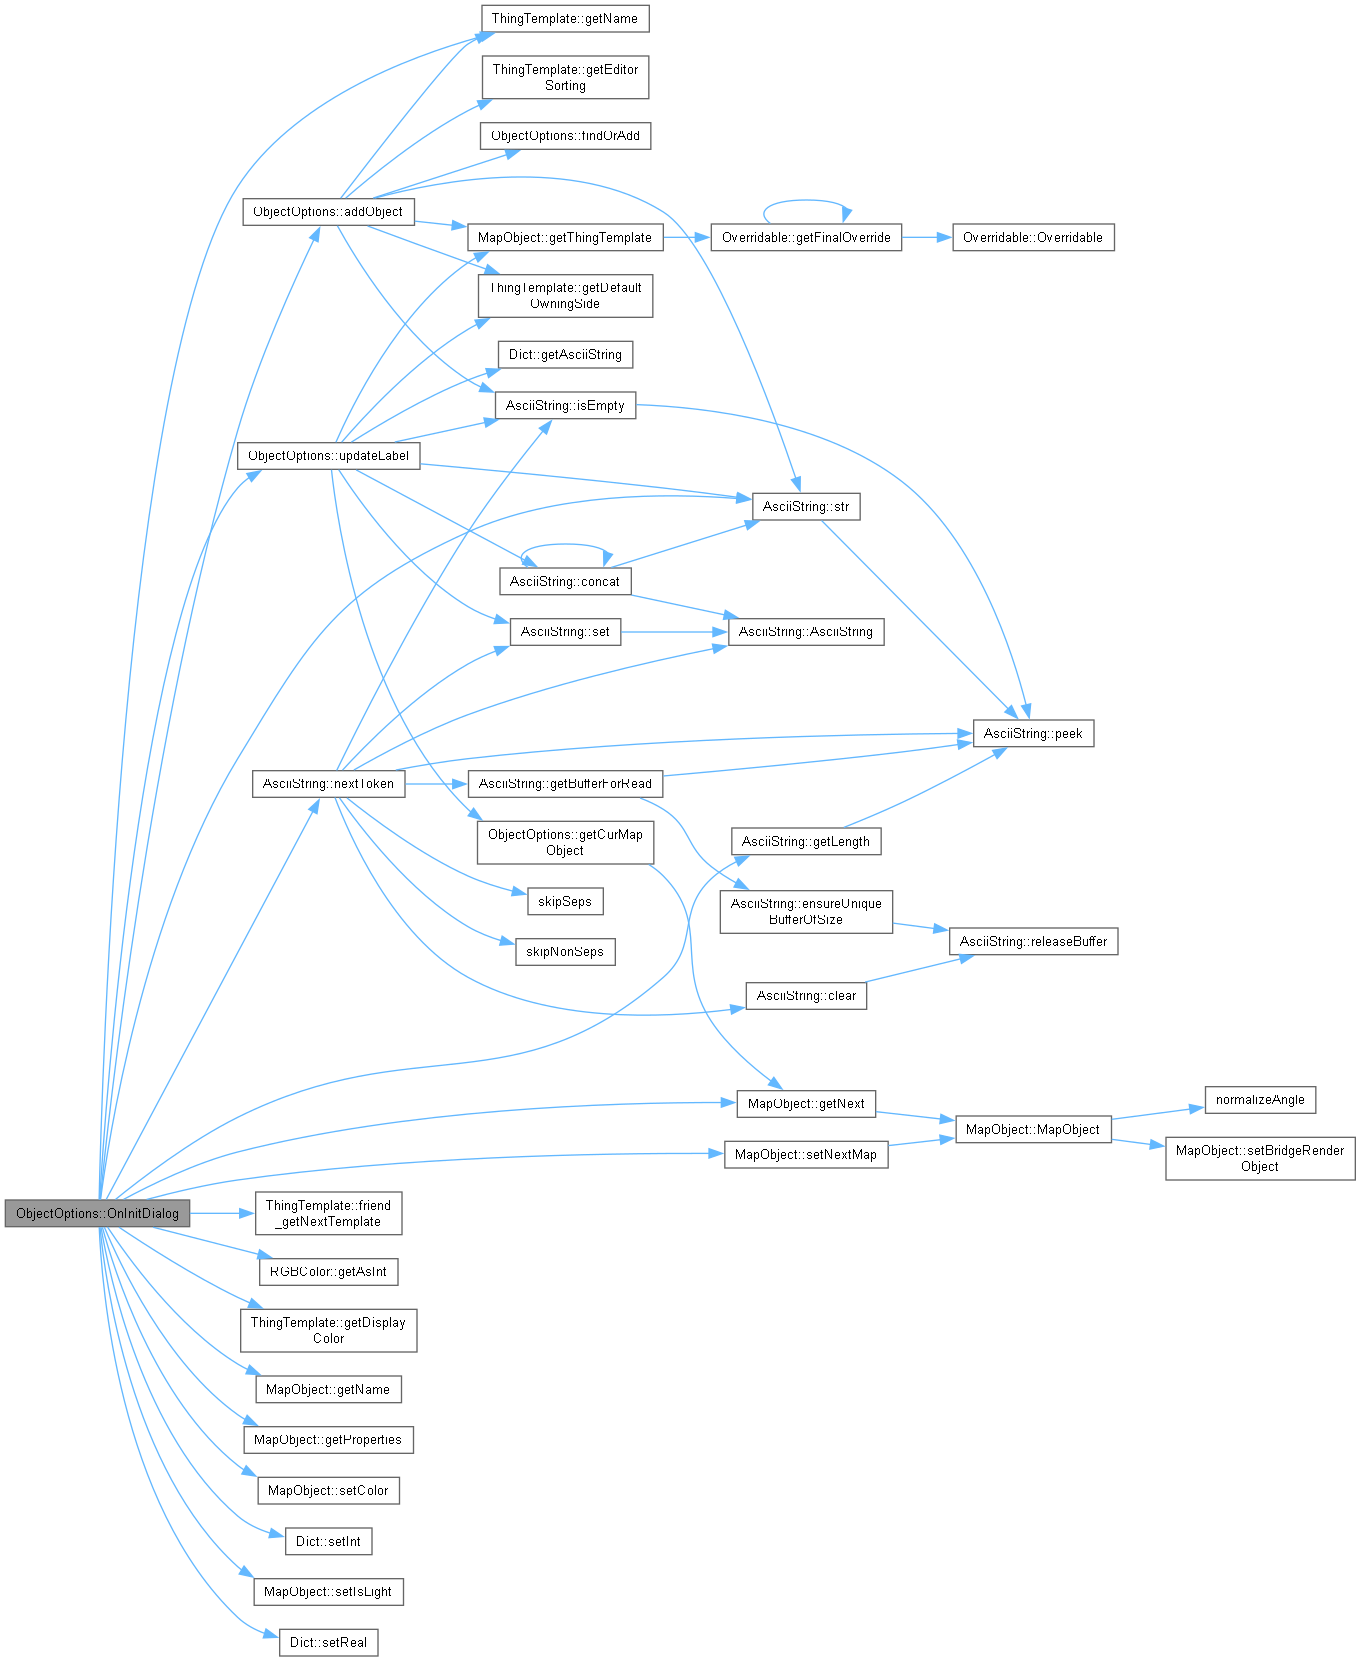 ThingTemplate::getName
ThingTemplate::getEditor
Sorting
ObjectOptions::findOrAdd
ObjectOptions::addObject
MapObject::getThingTemplate
Overridable::getFinalOverride
Overridable::Overridable
ThingTemplate::getDefault
OwningSide
Dict::getAsciiString
AsciiString::isEmpty
ObjectOptions::updateLabel
AsciiString::str
AsciiString::concat
AsciiString::set
AsciiString::AsciiString
AsciiString::peek
AsciiString::nextToken
AsciiString::getBufferForRead
ObjectOptions::getCurMap
Object
AsciiString::getLength
skipSeps
AsciiString::ensureUnique
BufferOfSize
skipNonSeps
AsciiString::releaseBuffer
AsciiString::clear
MapObject::getNext
normalizeAngle
MapObject::MapObject
MapObject::setNextMap
MapObject::setBridgeRender
Object
ObjectOptions::OnInitDialog
ThingTemplate::friend
_getNextTemplate
RGBColor::getAsInt
ThingTemplate::getDisplay
Color
MapObject::getName
MapObject::getProperties
MapObject::setColor
Dict::setInt
MapObject::setIsLight
Dict::setReal